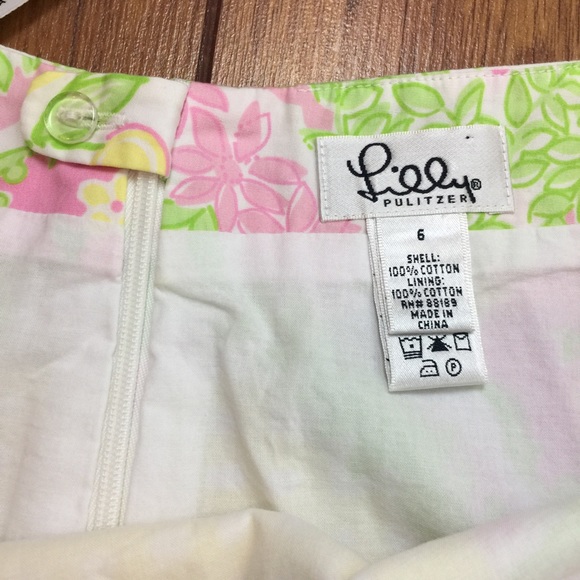 Lilly®
PULITZER
6
SHELL:
100% COTTON
LINING:
100% COTTON
RN# 88189
MADE IN
CHINA
P